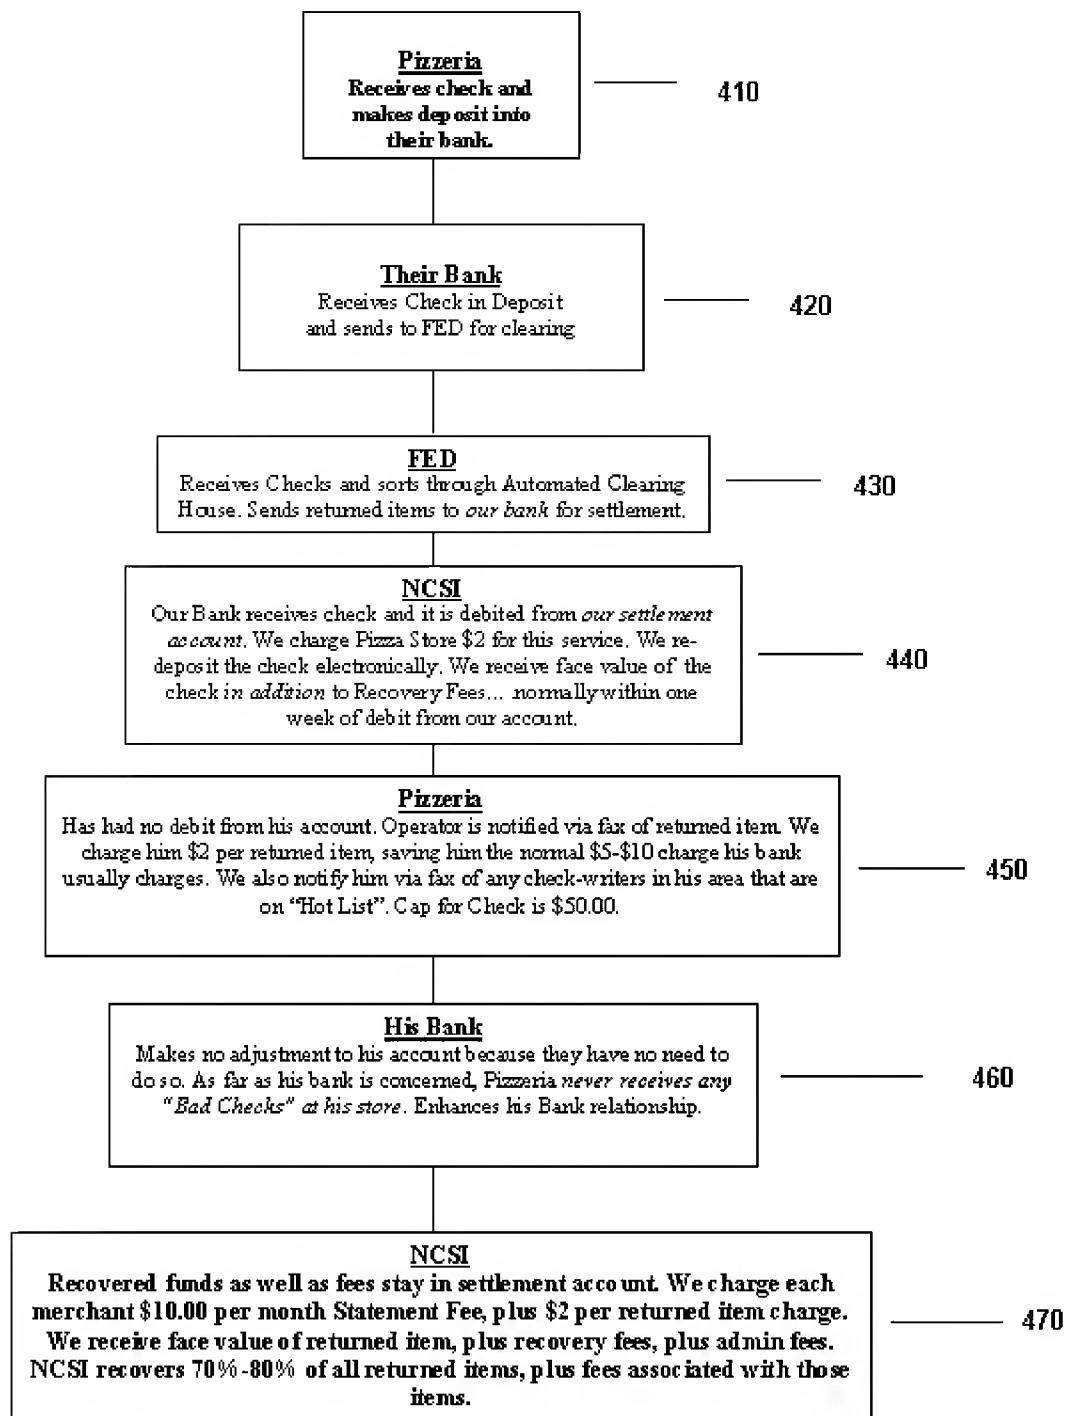 Pizzeria
Receives check and
makes deposit into
their bank.
410
Their Bank
Receives Check in Deposit
and sends to FED for clearing
420
FED
Receives Checks and sorts through Automated Clearing
House. Sends returned items to our bank for settlement.
430
NCSI
Our Bank receives check and it is debited from our settlement
account. We charge Pizza Store $2 for this service. We re-
deposit the check electronically. We receive face value of the
check in addition to Recovery Fees... normally within one
week of debit from our account.
440
Pizzeria
Has had no debit from his account. Operator is notified via fax of returned item. We
charge him $2 per returned item, saving him the normal $5-$10 charge his bank
usually charges. We also notify him via fax of any check-writers in his area that are
on “Hot List”. Cap for Check is $50.00.
450
His Bank
Makes no adjustment to his account because they have no need to
do so. As far as his bank is concerned, Pizzeria never receives any
"Bad Checks" at his store. Enhances his Bank relationship.
460
NCSI
Recovered funds as well as fees stay in settlement account. We charge each
merchant $10.00 per month Statement Fee, plus $2 per returned item charge.
We receive face value of returned item, plus recovery fees, plus admin fees.
NCSI recovers 70%-80% of all returned items, plus fees associated with those
items.
470